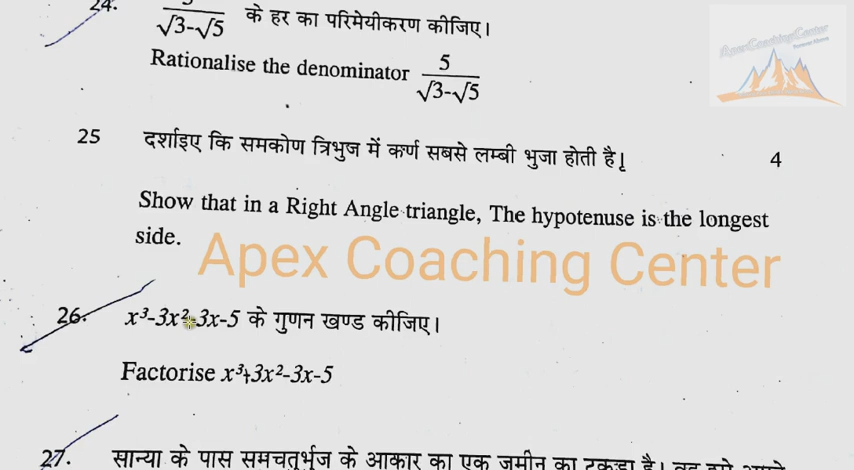 24. 5/(√3-√5) के हर का परिमेयीकरण कीजिए।
ApexCoachingCenter
Rationalise the denominator 5/(√3-√5)
25 दर्शाइए कि समकोण त्रिभुज में कर्ण सबसे लम्बी भुजा होती है। 4
Show that in a Right Angle triangle, The hypotenuse is the longest
side.
Apex Coaching Center
26. x³-3x²-3x-5 के गुणन खण्ड कीजिए।
Factorise x³+3x²-3x-5
27. सान्या के पास समचतुर्भुज के आकार का एक जमीन का टुकड़ा है।